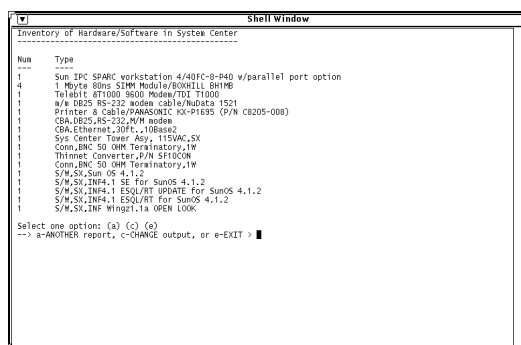 Shell Window
Inventory of Hardware/Software in System Center
-----------------------------------------------
Num Type
--- ----
1 Sun IPC SPARC workstation 4/40FC-8-P40 w/parallel port option
4 1 Mbyte 80ns SIMM Module/BOXHILL BH1MB
1 Telebit &T1000 9600 Modem/TDI T1000
1 m/m DB25 RS-232 modem cable/NuData 1521
1 Printer & Cable/PANASONIC KX-P1695 (P/N C8205-008)
1 CBA.DB25,RS-232,M/M modem
1 CBA.Ethernet,30ft.,10Base2
1 Sys Center Tower Asy, 115VAC,SX
1 Conn,BNC 50 OHM Terminatory,1W
1 Thinnet Converter,P/N SF10CON
1 Conn,BNC 50 OHM Terminatory,1W
1 S/W,SX,Sun OS 4.1.2
1 S/W,SX,INF4.1 SE for SunOS 4.1.2
1 S/W,SX,INF4.1 ESQL/RT UPDATE for SunOS 4.1.2
1 S/W,SX,INF4.1 ESQL/RT for SunOS 4.1.2
1 S/W,SX,INF Wingz1.1a OPEN LOOK
Select one option: (a) (c) (e)
--> a-ANOTHER report, c-CHANGE output, or e-EXIT >